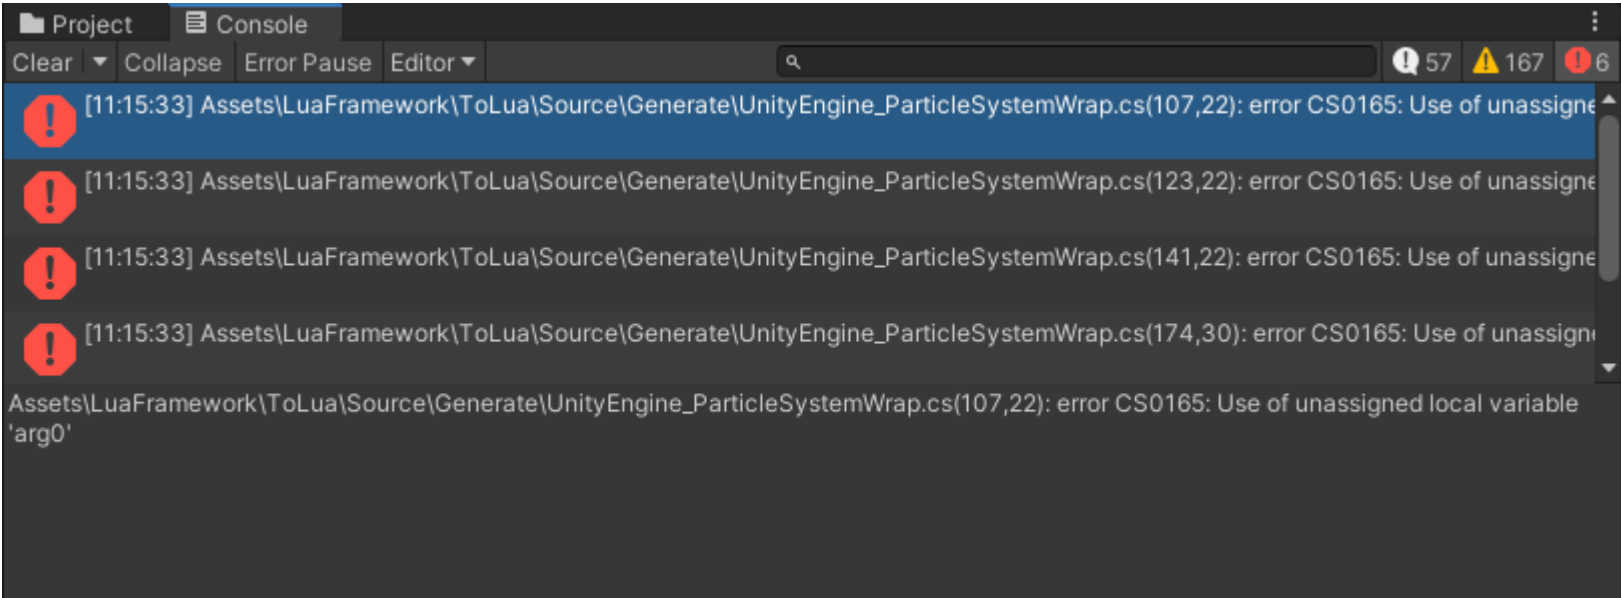 Project Console
Clear Collapse Error Pause Editor 57 167 6
[11:15:33] Assets\LuaFramework\ToLua\Source\Generate\UnityEngine_ParticleSystemWrap.cs(107,22): error CS0165: Use of unassigne
[11:15:33] Assets\LuaFramework\ToLua\Source\Generate\UnityEngine_ParticleSystemWrap.cs(123,22): error CS0165: Use of unassigne
[11:15:33] Assets\LuaFramework\ToLua\Source\Generate\UnityEngine_ParticleSystemWrap.cs(141,22): error CS0165: Use of unassigne
[11:15:33] Assets\LuaFramework\ToLua\Source\Generate\UnityEngine_ParticleSystemWrap.cs(174,30): error CS0165: Use of unassign
Assets\LuaFramework\ToLua\Source\Generate\UnityEngine_ParticleSystemWrap.cs(107,22): error CS0165: Use of unassigned local variable
'arg0'